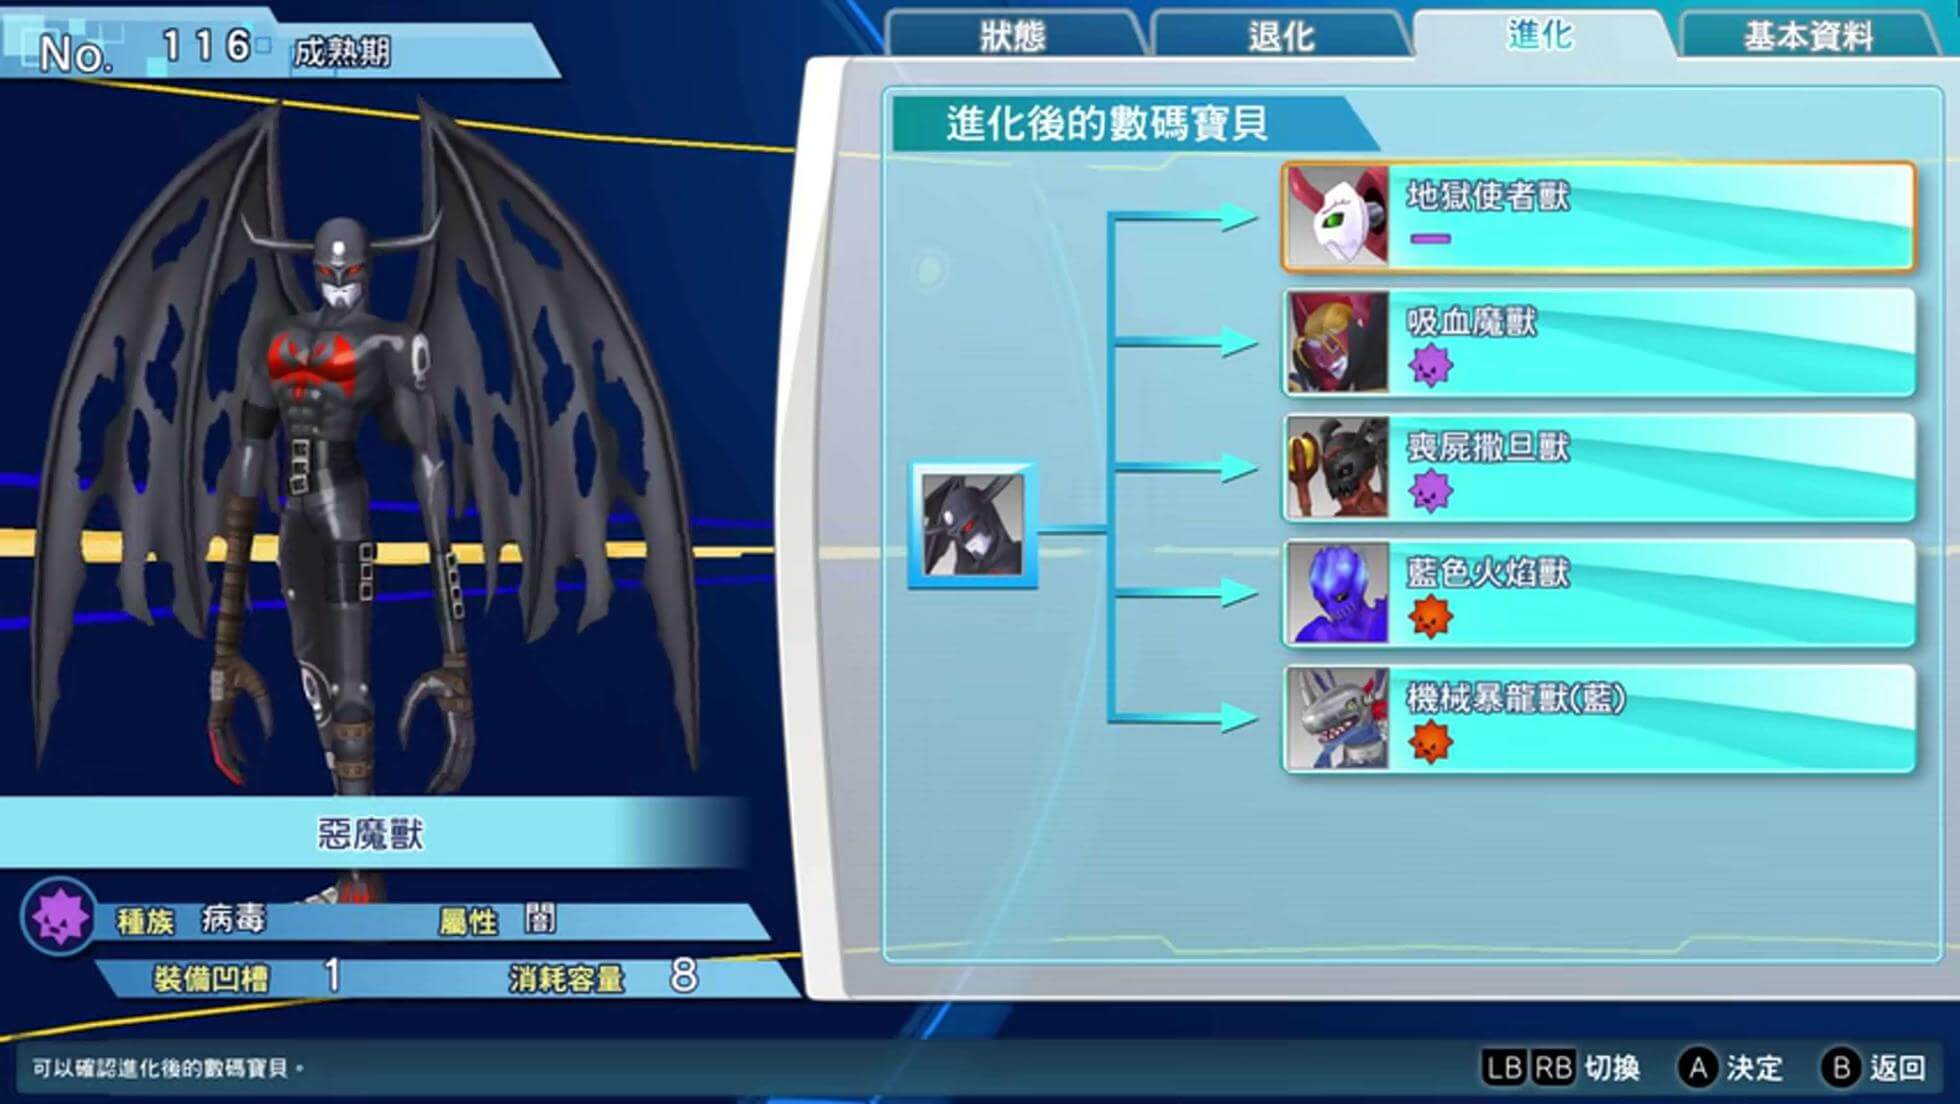 No. 116 成熟期
狀態
退化
進化
基本資料
進化後的數碼寶貝
地獄使者獸
吸血魔獸
喪屍撒旦獸
藍色火焰獸
機械暴龍獸(藍)
惡魔獸
種族 病毒 屬性 闇
裝備凹槽 1 消耗容量 8
可以確認進化後的數碼寶貝。
LB RB 切換 A 決定 B 返回